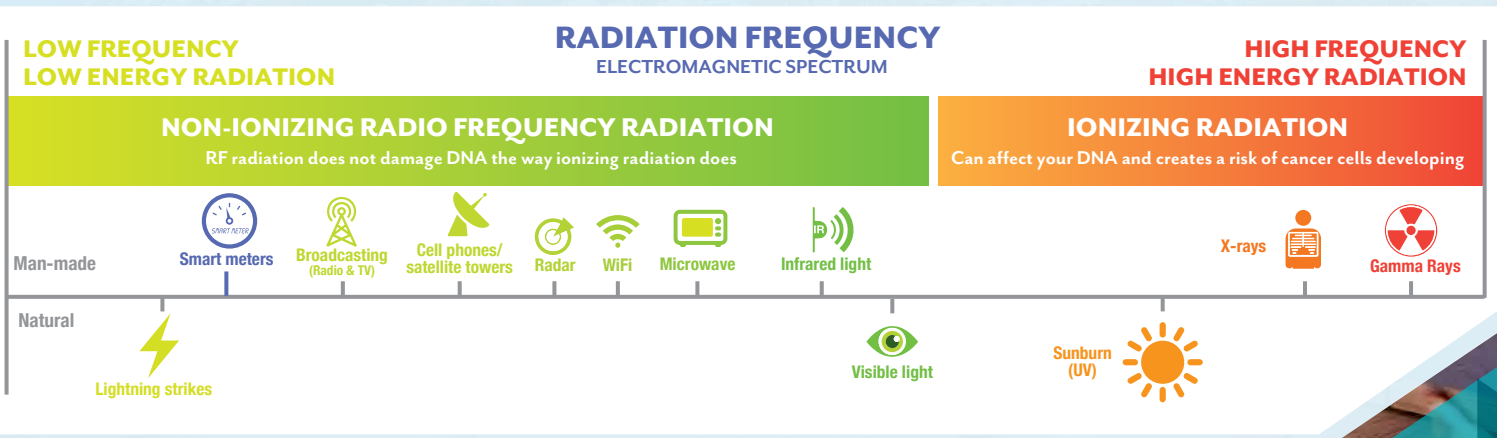 RADIATION FREQUENCY
ELECTROMAGNETIC SPECTRUM
LOW FREQUENCY
LOW ENERGY RADIATION
HIGH FREQUENCY
HIGH ENERGY RADIATION
NON-IONIZING RADIO FREQUENCY RADIATION
RF radiation does not damage DNA the way ionizing radiation does
IONIZING RADIATION
Can affect your DNA and creates a risk of cancer cells developing
Man-made
SMART METER
Smart meters
Broadcasting
(Radio & TV)
Cell phones/
satellite towers
Radar
WiFi
Microwave
IR
Infrared light
X-rays
Gamma Rays
Natural
Lightning strikes
Visible light
Sunburn
(UV)